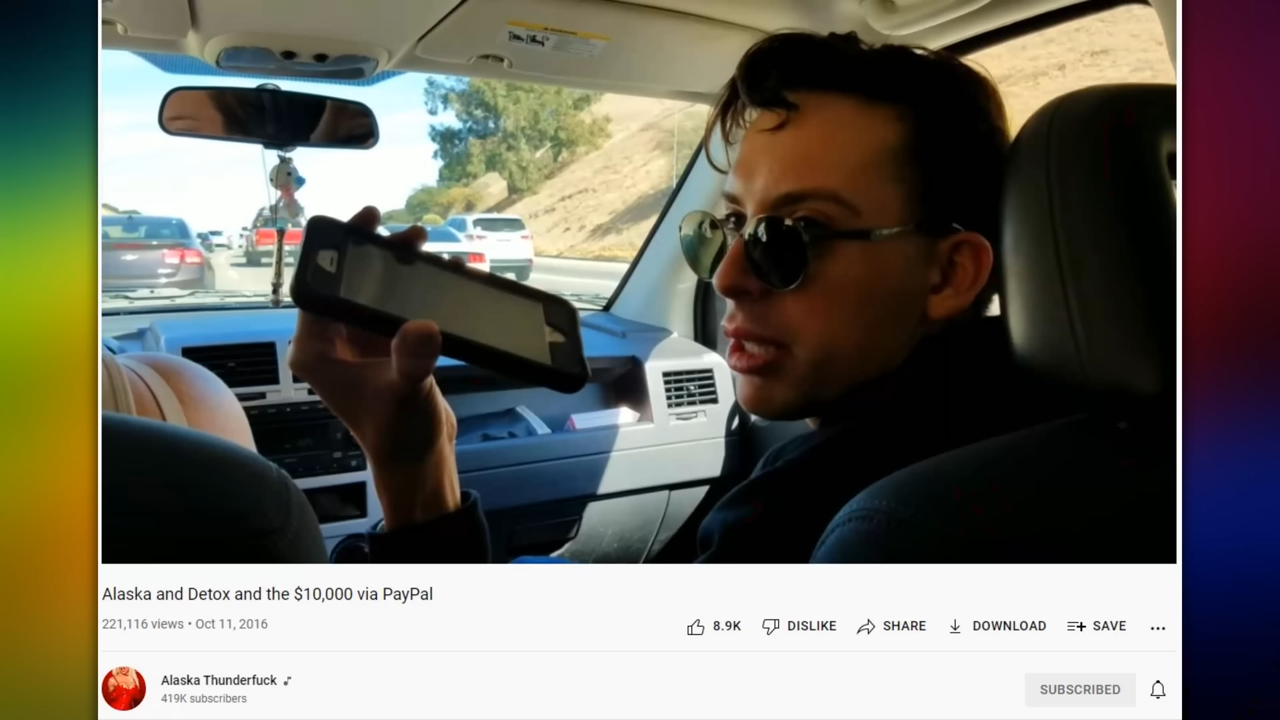 Alaska and Detox and the $10,000 via PayPal
221,116 views • Oct 11, 2016
8.9K DISLIKE SHARE DOWNLOAD SAVE ...
Alaska Thunderfuck
419K subscribers
SUBSCRIBED